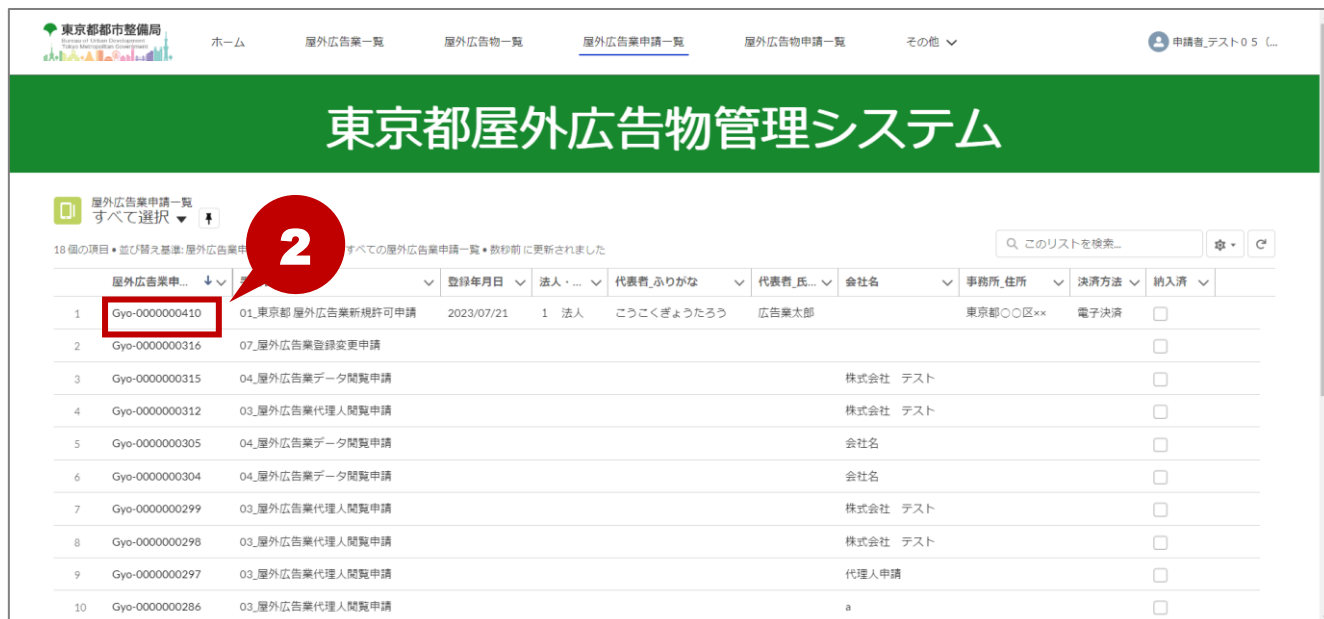 東京都都市整備局
Bureau of Urban Development
Tokyo Metropolitan Government
ホーム 屋外広告業一覧 屋外広告物一覧 屋外広告業申請一覧 屋外広告物申請一覧 その他 申請者_テスト０５（...
東京都屋外広告物管理システム
屋外広告業申請一覧
すべて選択
2
18 個の項目 • 並び替え基準: 屋外広告業申 すべての屋外広告業申請一覧 • 数秒前 に更新されました
このリストを検索...
屋外広告業申... 登録年月日 法人・... 代表者_ふりがな 代表者_氏... 会社名 事務所_住所 決済方法 納入済
1 Gyo-0000000410 01_東京都 屋外広告業新規許可申請 2023/07/21 1 法人 こうこくぎょうたろう 広告業太郎 東京都○○区×× 電子決済
2 Gyo-0000000316 07_屋外広告業登録変更申請
3 Gyo-0000000315 04_屋外広告業データ閲覧申請 株式会社 テスト
4 Gyo-0000000312 03_屋外広告業代理人閲覧申請 株式会社 テスト
5 Gyo-0000000305 04_屋外広告業データ閲覧申請 会社名
6 Gyo-0000000304 04_屋外広告業データ閲覧申請 会社名
7 Gyo-0000000299 03_屋外広告業代理人閲覧申請 株式会社 テスト
8 Gyo-0000000298 03_屋外広告業代理人閲覧申請 株式会社 テスト
9 Gyo-0000000297 03_屋外広告業代理人閲覧申請 代理人申請
10 Gyo-0000000286 03_屋外広告業代理人閲覧申請 a